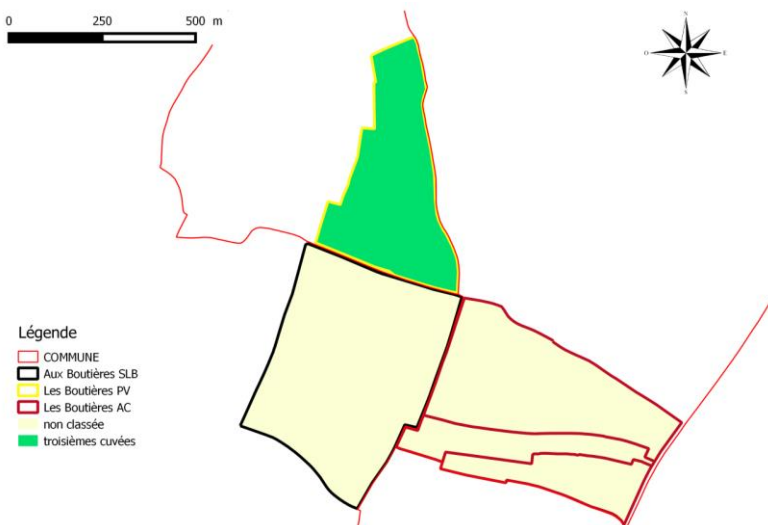 0 250 500 m
N
O E
S
Légende
COMMUNE
Aux Boutières SLB
Les Boutières PV
Les Boutières AC
non classée
troisièmes cuvées